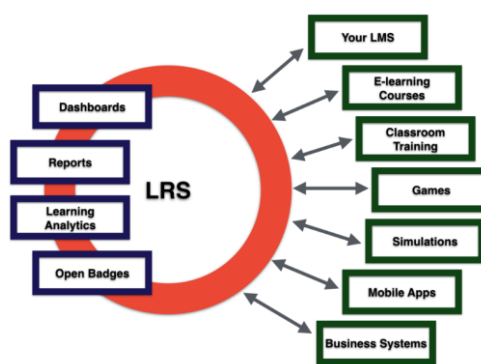 Your LMS
E-learning
Courses
Classroom
Training
Games
Simulations
Mobile Apps
Business Systems
LRS
Dashboards
Reports
Learning
Analytics
Open Badges